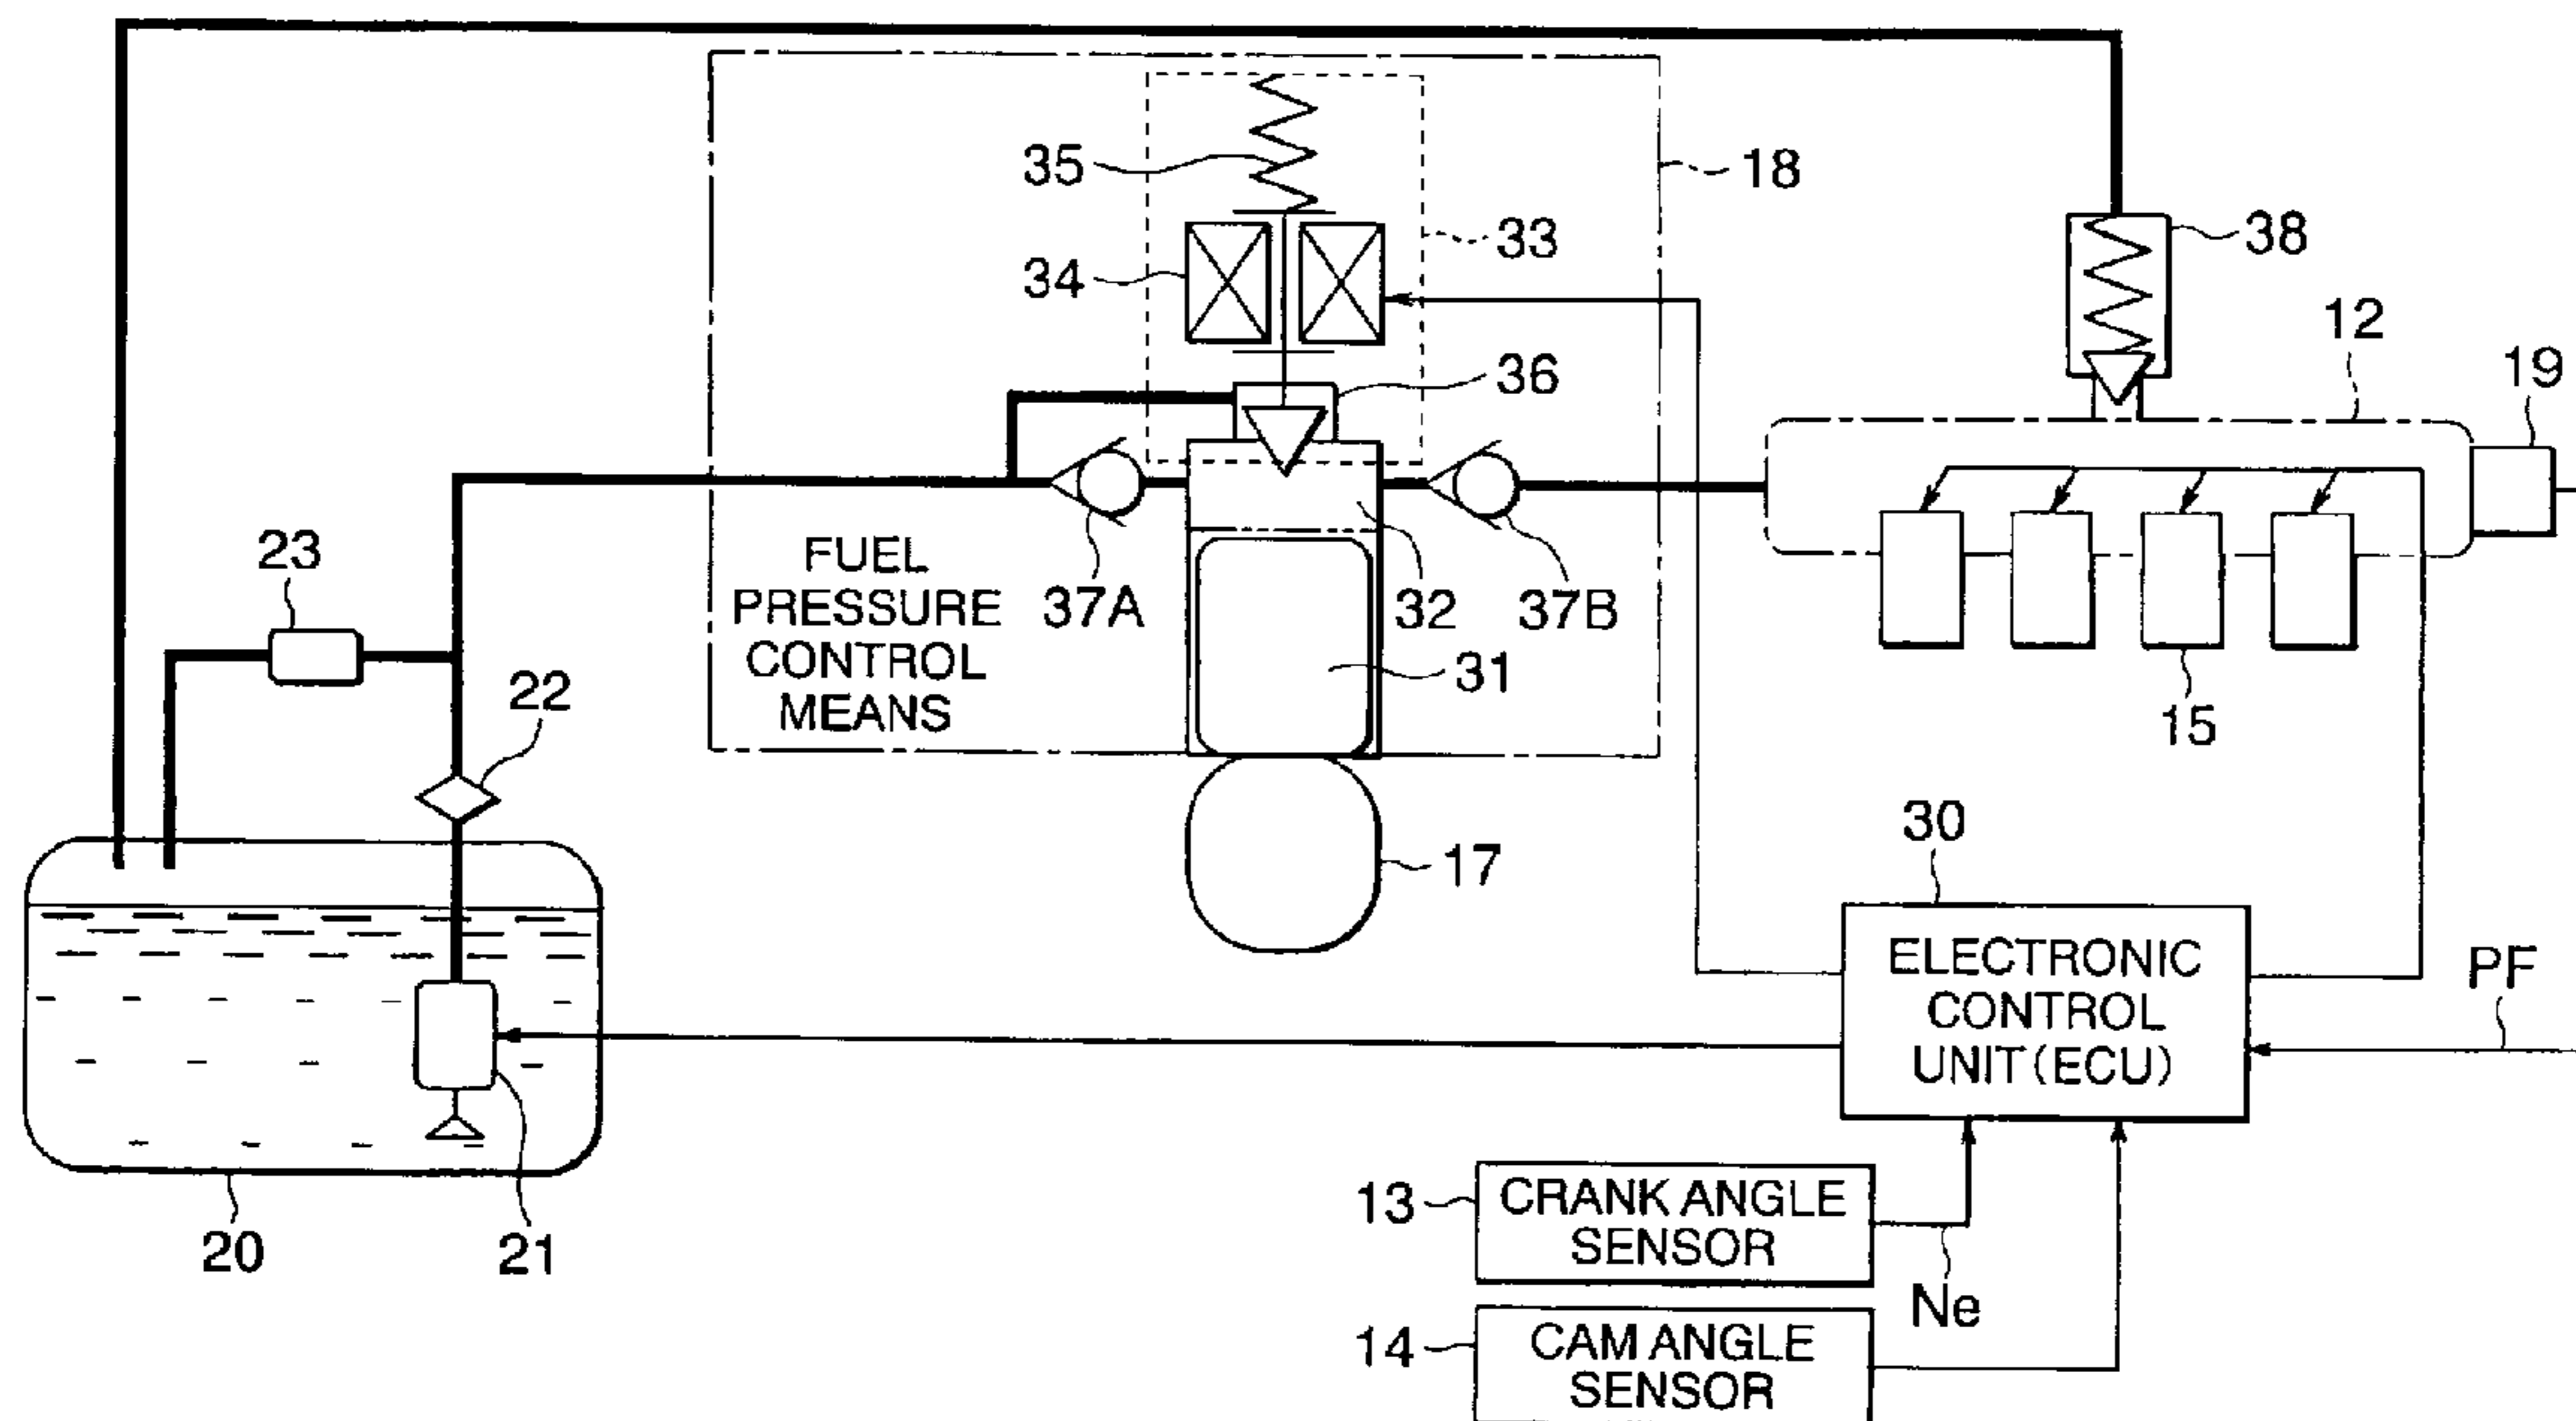 35
18
33
38
34
12
19
36
23
FUEL
PRESSURE
CONTROL
MEANS
37A
32
37B
31
22
15
17
30
ELECTRONIC
CONTROL
UNIT(ECU)
PF
13
CRANK ANGLE
SENSOR
20
21
Ne
14
CAM ANGLE
SENSOR